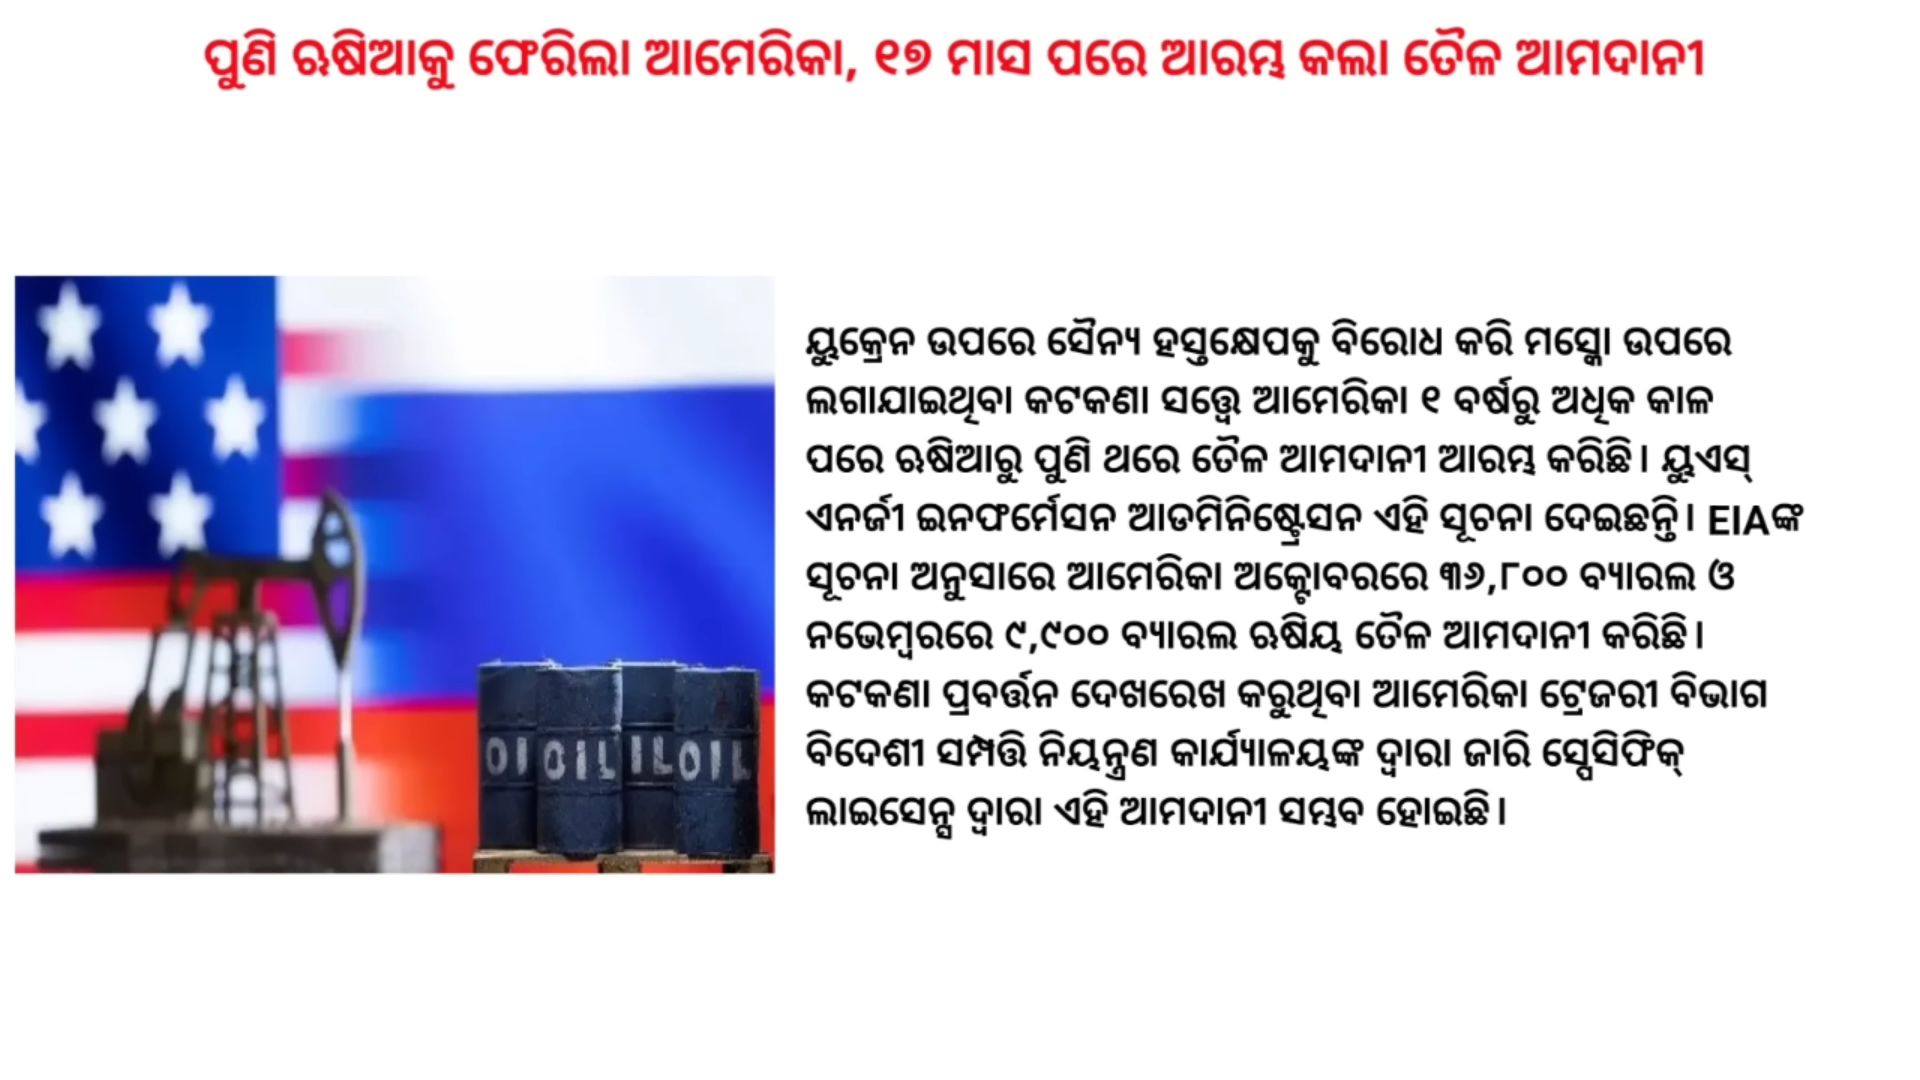 ପୁଣି ଋଷିଆକୁ ଫେରିଲା ଆମେରିକା, ୧୭ ମାସ ପରେ ଆରମ୍ଭ କଲା ତୈଳ ଆମଦାନୀ
ୟୁକ୍ରେନ ଉପରେ ସୈନ୍ୟ ହସ୍ତକ୍ଷେପକୁ ବିରୋଧ କରି ମସ୍କୋ ଉପରେ
ଲଗାଯାଇଥିବା କଟକଣା ସତ୍ତ୍ୱେ ଆମେରିକା ୧ ବର୍ଷରୁ ଅଧିକ କାଳ
ପରେ ଋଷିଆରୁ ପୁଣି ଥରେ ତୈଳ ଆମଦାନୀ ଆରମ୍ଭ କରିଛି। ୟୁଏସ୍
ଏନର୍ଜୀ ଇନଫର୍ମେସନ ଆଡମିନିଷ୍ଟ୍ରେସନ ଏହି ସୂଚନା ଦେଇଛନ୍ତି। EIAଙ୍କ
ସୂଚନା ଅନୁସାରେ ଆମେରିକା ଅକ୍ଟୋବରରେ ୩୬,୮୦୦ ବ୍ୟାରଲ ଓ
ନଭେମ୍ବରରେ ୯,୯୦୦ ବ୍ୟାରଲ ଋଷିୟ ତୈଳ ଆମଦାନୀ କରିଛି।
କଟକଣା ପ୍ରବର୍ତ୍ତନ ଦେଖରେଖ କରୁଥିବା ଆମେରିକା ଟ୍ରେଜରୀ ବିଭାଗ
ବିଦେଶୀ ସମ୍ପତ୍ତି ନିୟନ୍ତ୍ରଣ କାର୍ଯ୍ୟାଳୟଙ୍କ ଦ୍ୱାରା ଜାରି ସ୍ପେସିଫିକ୍
ଲାଇସେନ୍ସ ଦ୍ୱାରା ଏହି ଆମଦାନୀ ସମ୍ଭବ ହୋଇଛି।
OI OIL IL OIL